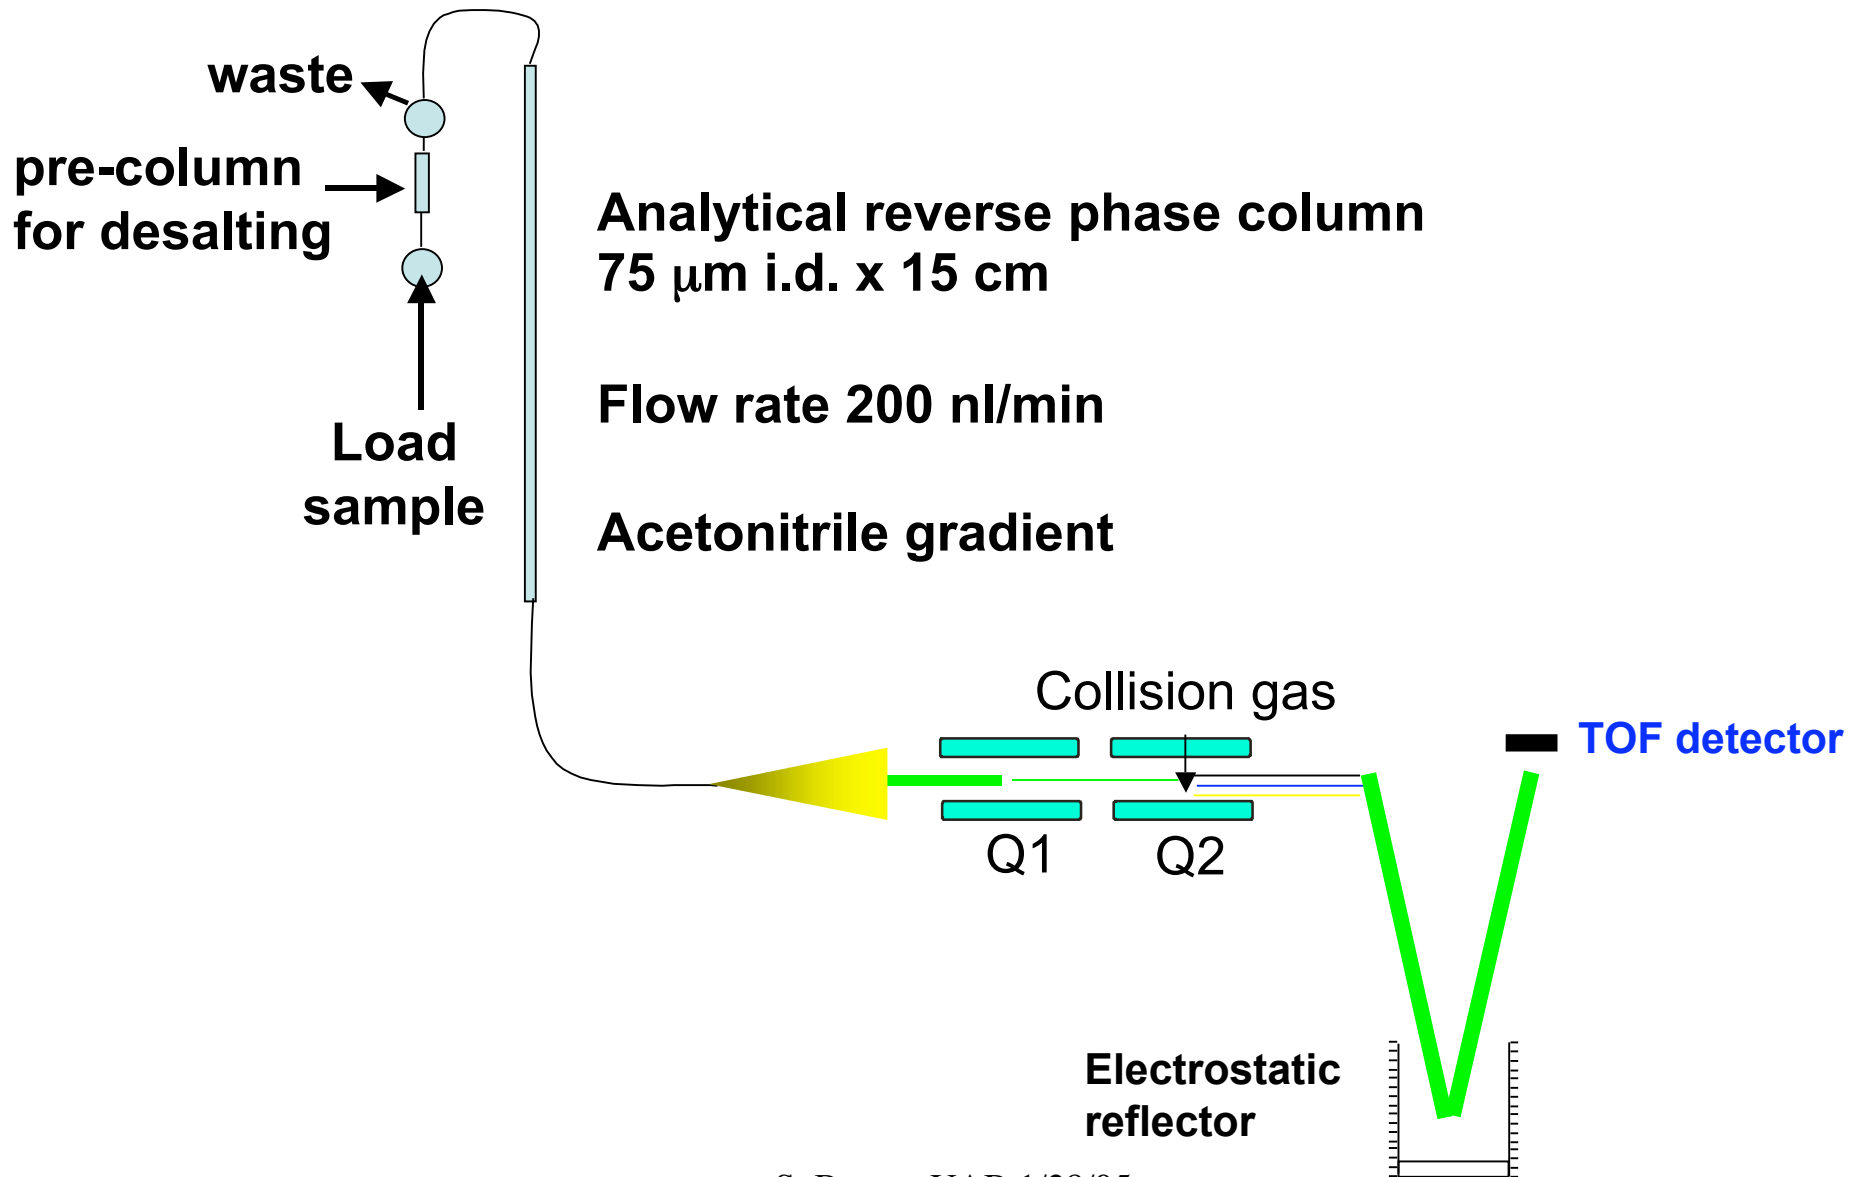 waste
pre-column
for desalting
Analytical reverse phase column
75 μm i.d. x 15 cm
Flow rate 200 nl/min
Load
sample
Acetonitrile gradient
Collision gas
TOF detector
Q1
Q2
Electrostatic
reflector